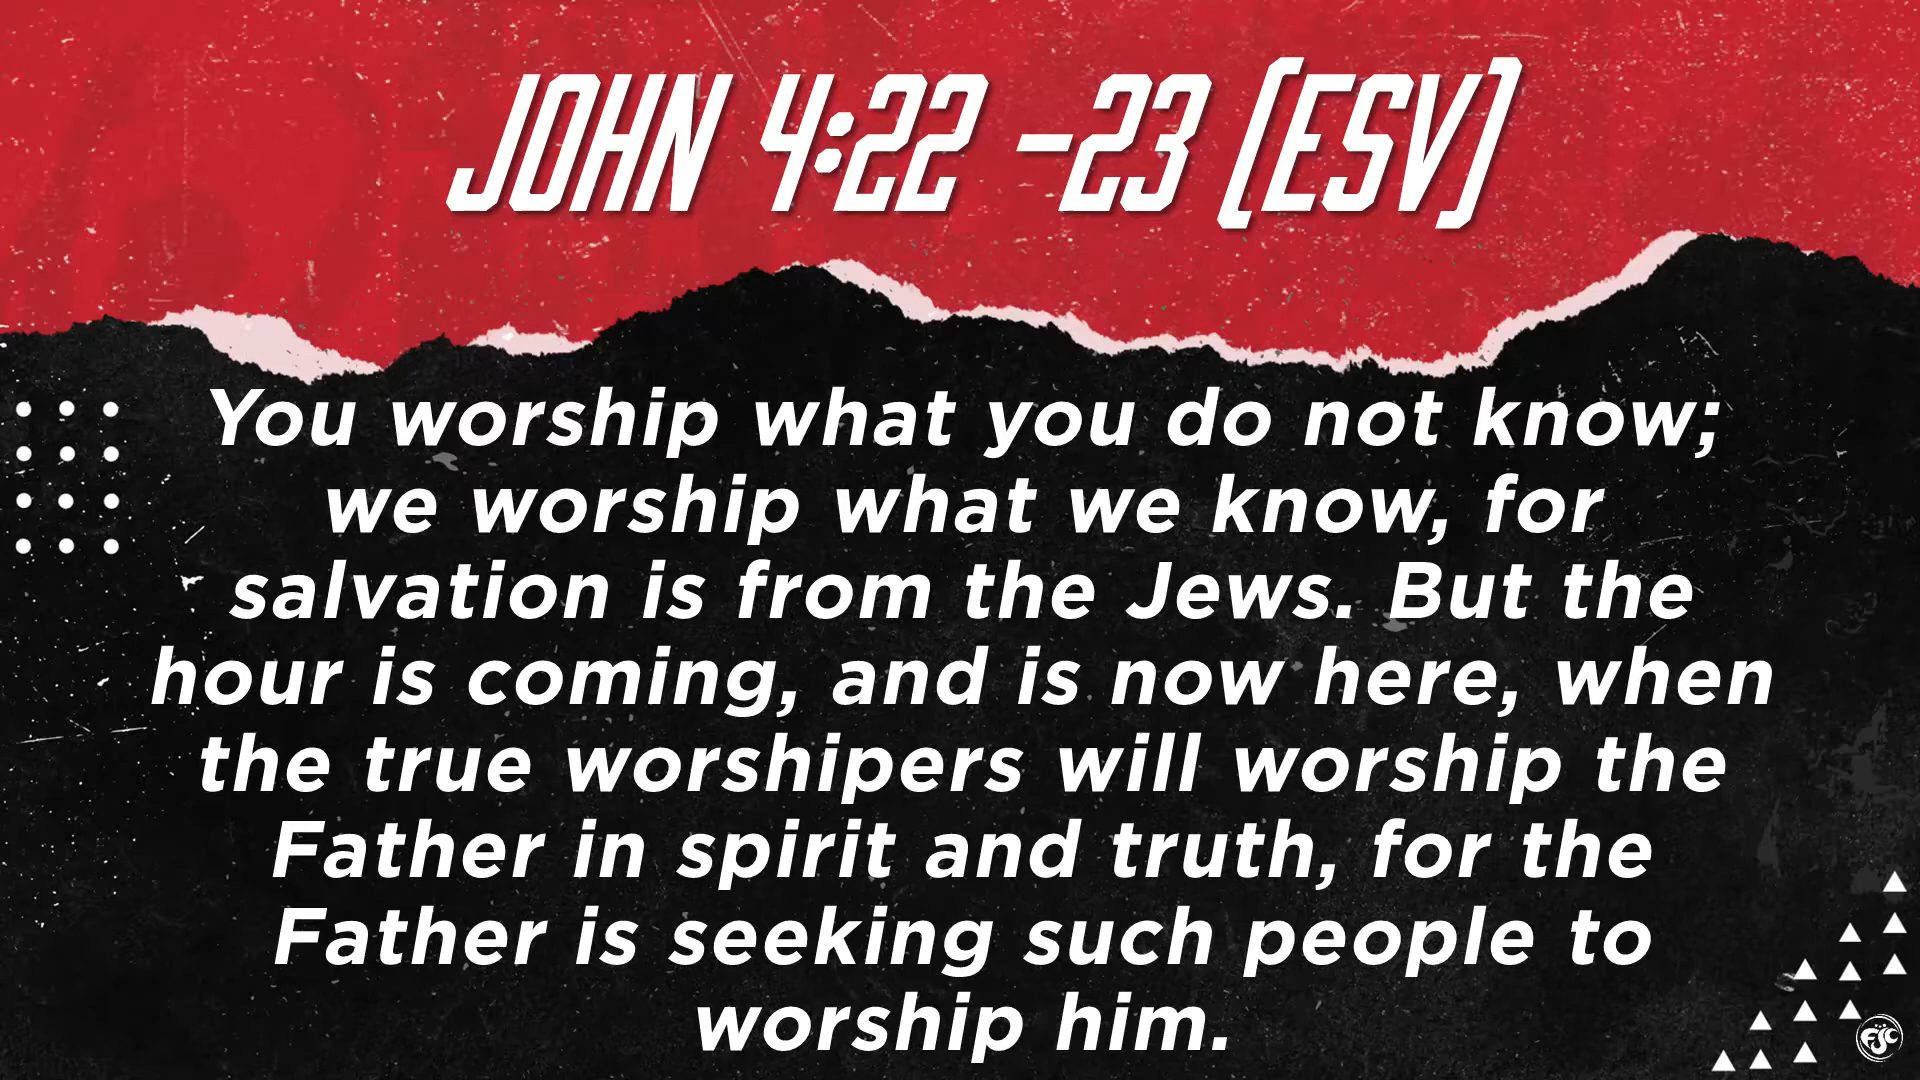 JOHN 4:22 -23 (ESV)
You worship what you do not know;
we worship what we know, for
salvation is from the Jews. But the
hour is coming, and is now here, when
the true worshipers will worship the
Father in spirit and truth, for the
Father is seeking such people to
worship him.
FJC